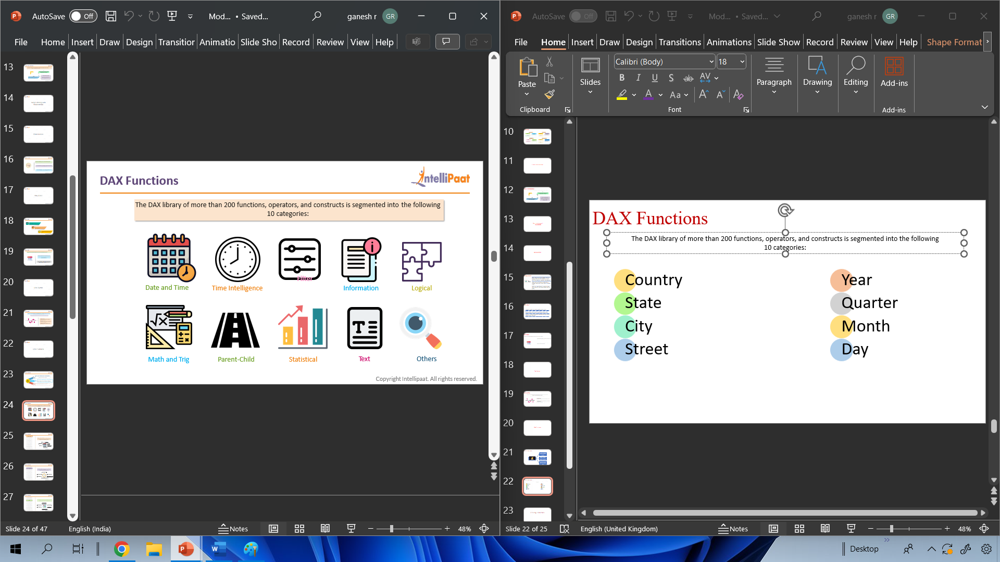 AutoSave Off Mod... • Saved... ganesh r GR
File Home Insert Draw Design Transitior Animatio Slide Sho Record Review View Help
13
14
15
16
17
18
19
20
21
22
23
24
25
26
27
DAX Functions
IntelliPaat
The DAX library of more than 200 functions, operators, and constructs is segmented into the following
10 categories:
Date and Time
Time Intelligence
Filter
Information
Logical
Math and Trig
Parent-Child
Statistical
Text
Others
Copyright Intellipaat. All rights reserved.
Slide 24 of 47 English (India) Notes 48%
AutoSave Off Mod... • Saved... ganesh r GR
File Home Insert Draw Design Transitions Animations Slide Show Record Review View Help Shape Format
Paste
Clipboard
Slides
Calibri (Body) 18
B I U S ab AV
A Aa A A A
Font
Paragraph
Drawing
Editing
Add-ins
Add-ins
10
11
12
13
14
15
16
17
18
19
20
21
22
23
DAX Functions
The DAX library of more than 200 functions, operators, and constructs is segmented into the following
10 categories:
Country
State
City
Street
Year
Quarter
Month
Day
Slide 22 of 25 English (United Kingdom) Notes 48%
Desktop